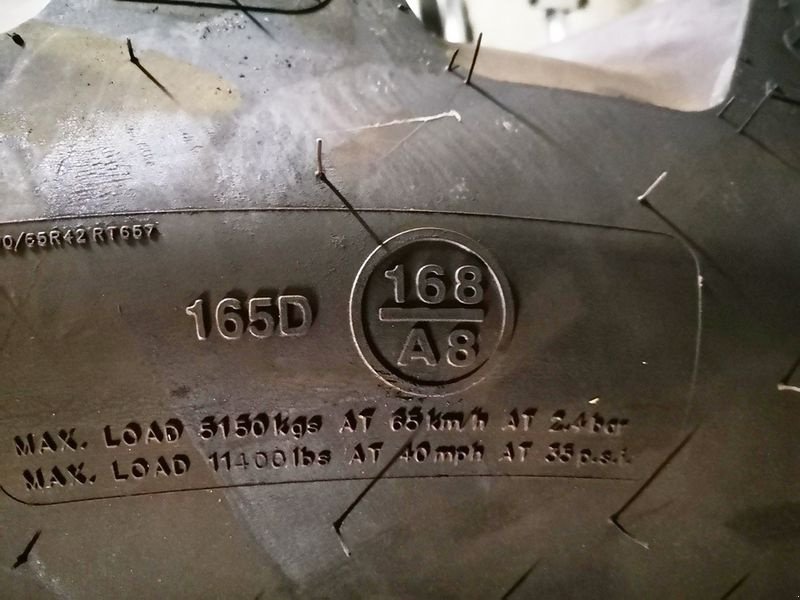 0/65R42 RT657
165D
168
A8
MAX. LOAD 5150kgs AT 65km/h AT 2.4bar
MAX. LOAD 11400lbs AT 40mph AT 35p.s.i.